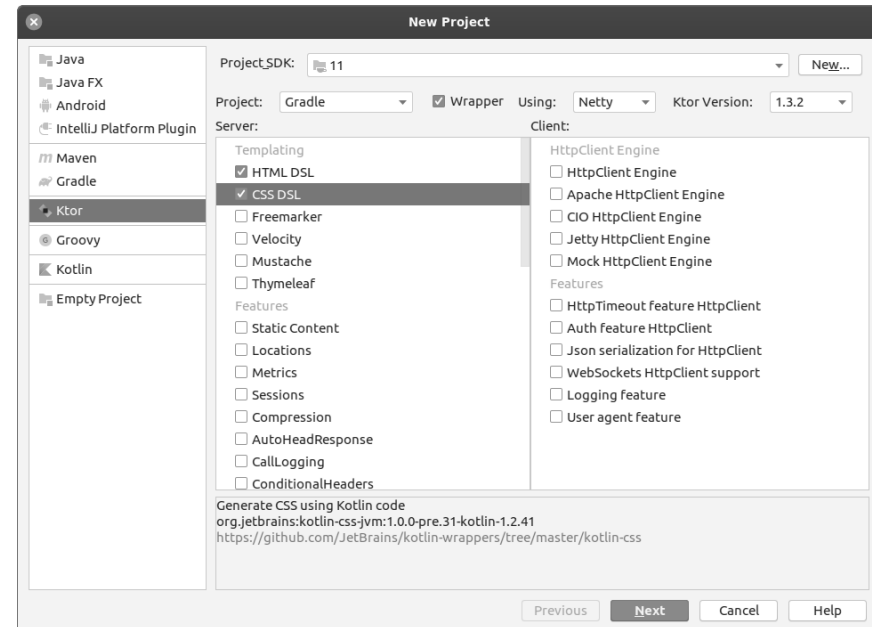 New Project
Java
Java FX
Android
IntelliJ Platform Plugin
Maven
Gradle
Ktor
Groovy
Kotlin
Empty Project
Project SDK: 11 New...
Project: Gradle Wrapper Using: Netty Ktor Version: 1.3.2
Server:
Templating
HTML DSL
CSS DSL
Freemarker
Velocity
Mustache
Thymeleaf
Features
Static Content
Locations
Metrics
Sessions
Compression
AutoHeadResponse
CallLogging
ConditionalHeaders
Client:
HttpClient Engine
HttpClient Engine
Apache HttpClient Engine
CIO HttpClient Engine
Jetty HttpClient Engine
Mock HttpClient Engine
Features
HttpTimeout feature HttpClient
Auth feature HttpClient
Json serialization for HttpClient
WebSockets HttpClient support
Logging feature
User agent feature
Generate CSS using Kotlin code
org.jetbrains:kotlin-css-jvm:1.0.0-pre.31-kotlin-1.2.41
https://github.com/JetBrains/kotlin-wrappers/tree/master/kotlin-css
Previous Next Cancel Help